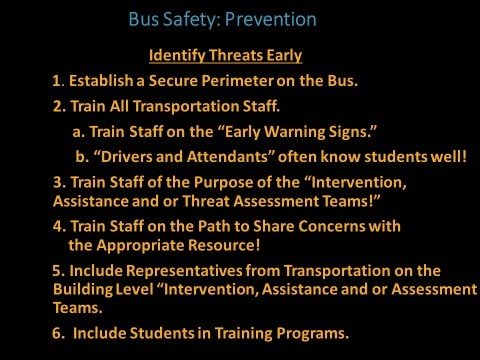 Bus Safety: Prevention
Identify Threats Early
1. Establish a Secure Perimeter on the Bus.
2. Train All Transportation Staff.
a. Train Staff on the “Early Warning Signs.”
b. “Drivers and Attendants” often know students well!
3. Train Staff of the Purpose of the “Intervention,
Assistance and or Threat Assessment Teams!”
4. Train Staff on the Path to Share Concerns with
the Appropriate Resource!
5. Include Representatives from Transportation on the
Building Level “Intervention, Assistance and or Assessment
Teams.
6. Include Students in Training Programs.